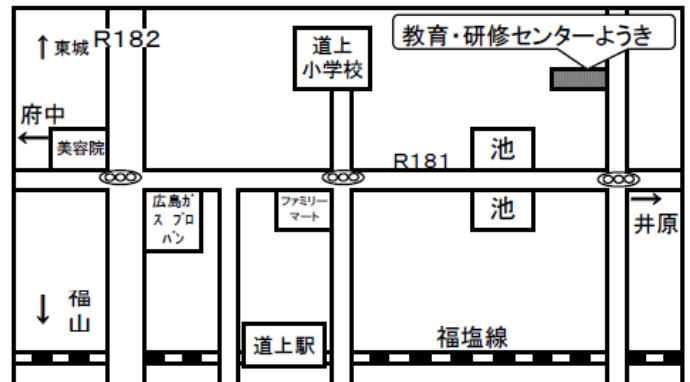 ↑東城
R182
道上
小学校
教育・研修センターようき
府中
←
美容院
R181
池
広島ガ
ス プロ
パン
ファミリー
マート
池
→
井原
↓
福
山
道上駅
福塩線